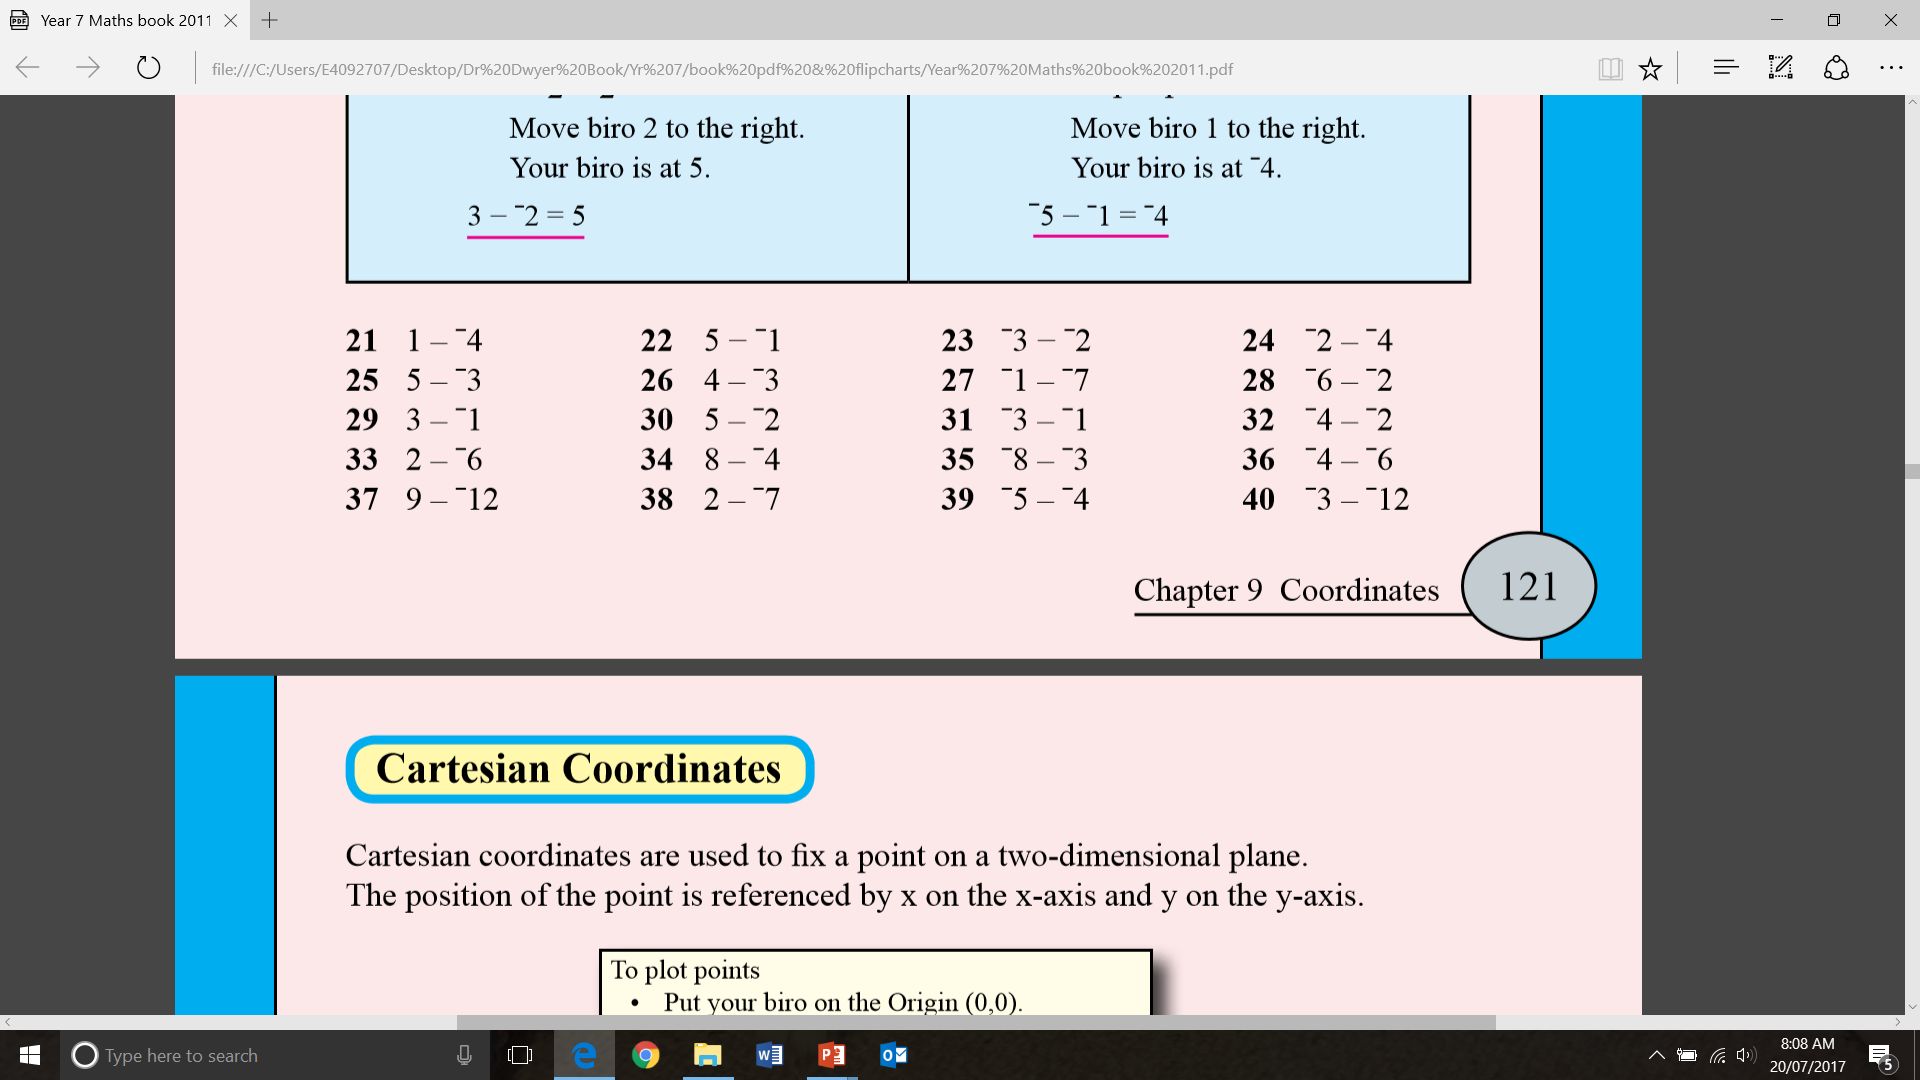 Year 7 Maths book 2011
file:///C:/Users/E4092707/Desktop/Dr%20Dwyer%20Book/Yr%207/book%20pdf%20&%20flipcharts/Year%207%20Maths%20book%202011.pdf
Move biro 2 to the right.
Your biro is at 5.
3 – ⁻2 = 5
Move biro 1 to the right.
Your biro is at ⁻4.
⁻5 – ⁻1 = ⁻4
21 1 – ⁻4 22 5 – ⁻1 23 ⁻3 – ⁻2 24 ⁻2 – ⁻4
25 5 – ⁻3 26 4 – ⁻3 27 ⁻1 – ⁻7 28 ⁻6 – ⁻2
29 3 – ⁻1 30 5 – ⁻2 31 ⁻3 – ⁻1 32 ⁻4 – ⁻2
33 2 – ⁻6 34 8 – ⁻4 35 ⁻8 – ⁻3 36 ⁻4 – ⁻6
37 9 – ⁻12 38 2 – ⁻7 39 ⁻5 – ⁻4 40 ⁻3 – ⁻12
Chapter 9 Coordinates 121
Cartesian Coordinates
Cartesian coordinates are used to fix a point on a two-dimensional plane.
The position of the point is referenced by x on the x-axis and y on the y-axis.
To plot points
• Put your biro on the Origin (0,0).
Type here to search
8:08 AM
20/07/2017
5